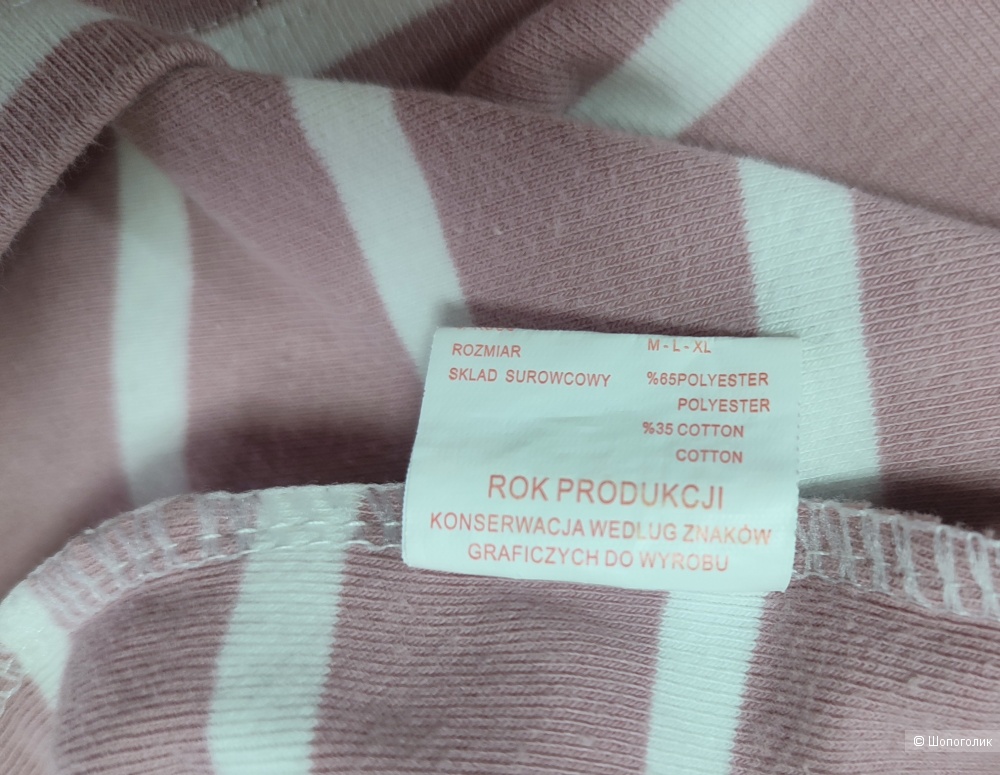 ROZMIAR M - L - XL
SKLAD SUROWCOWY %65POLYESTER
POLYESTER
%35 COTTON
COTTON
ROK PRODUKCJI
KONSERWACJA WEDLUG ZNAKÓW
GRAFICZYCH DO WYROBU
© Шопоголик